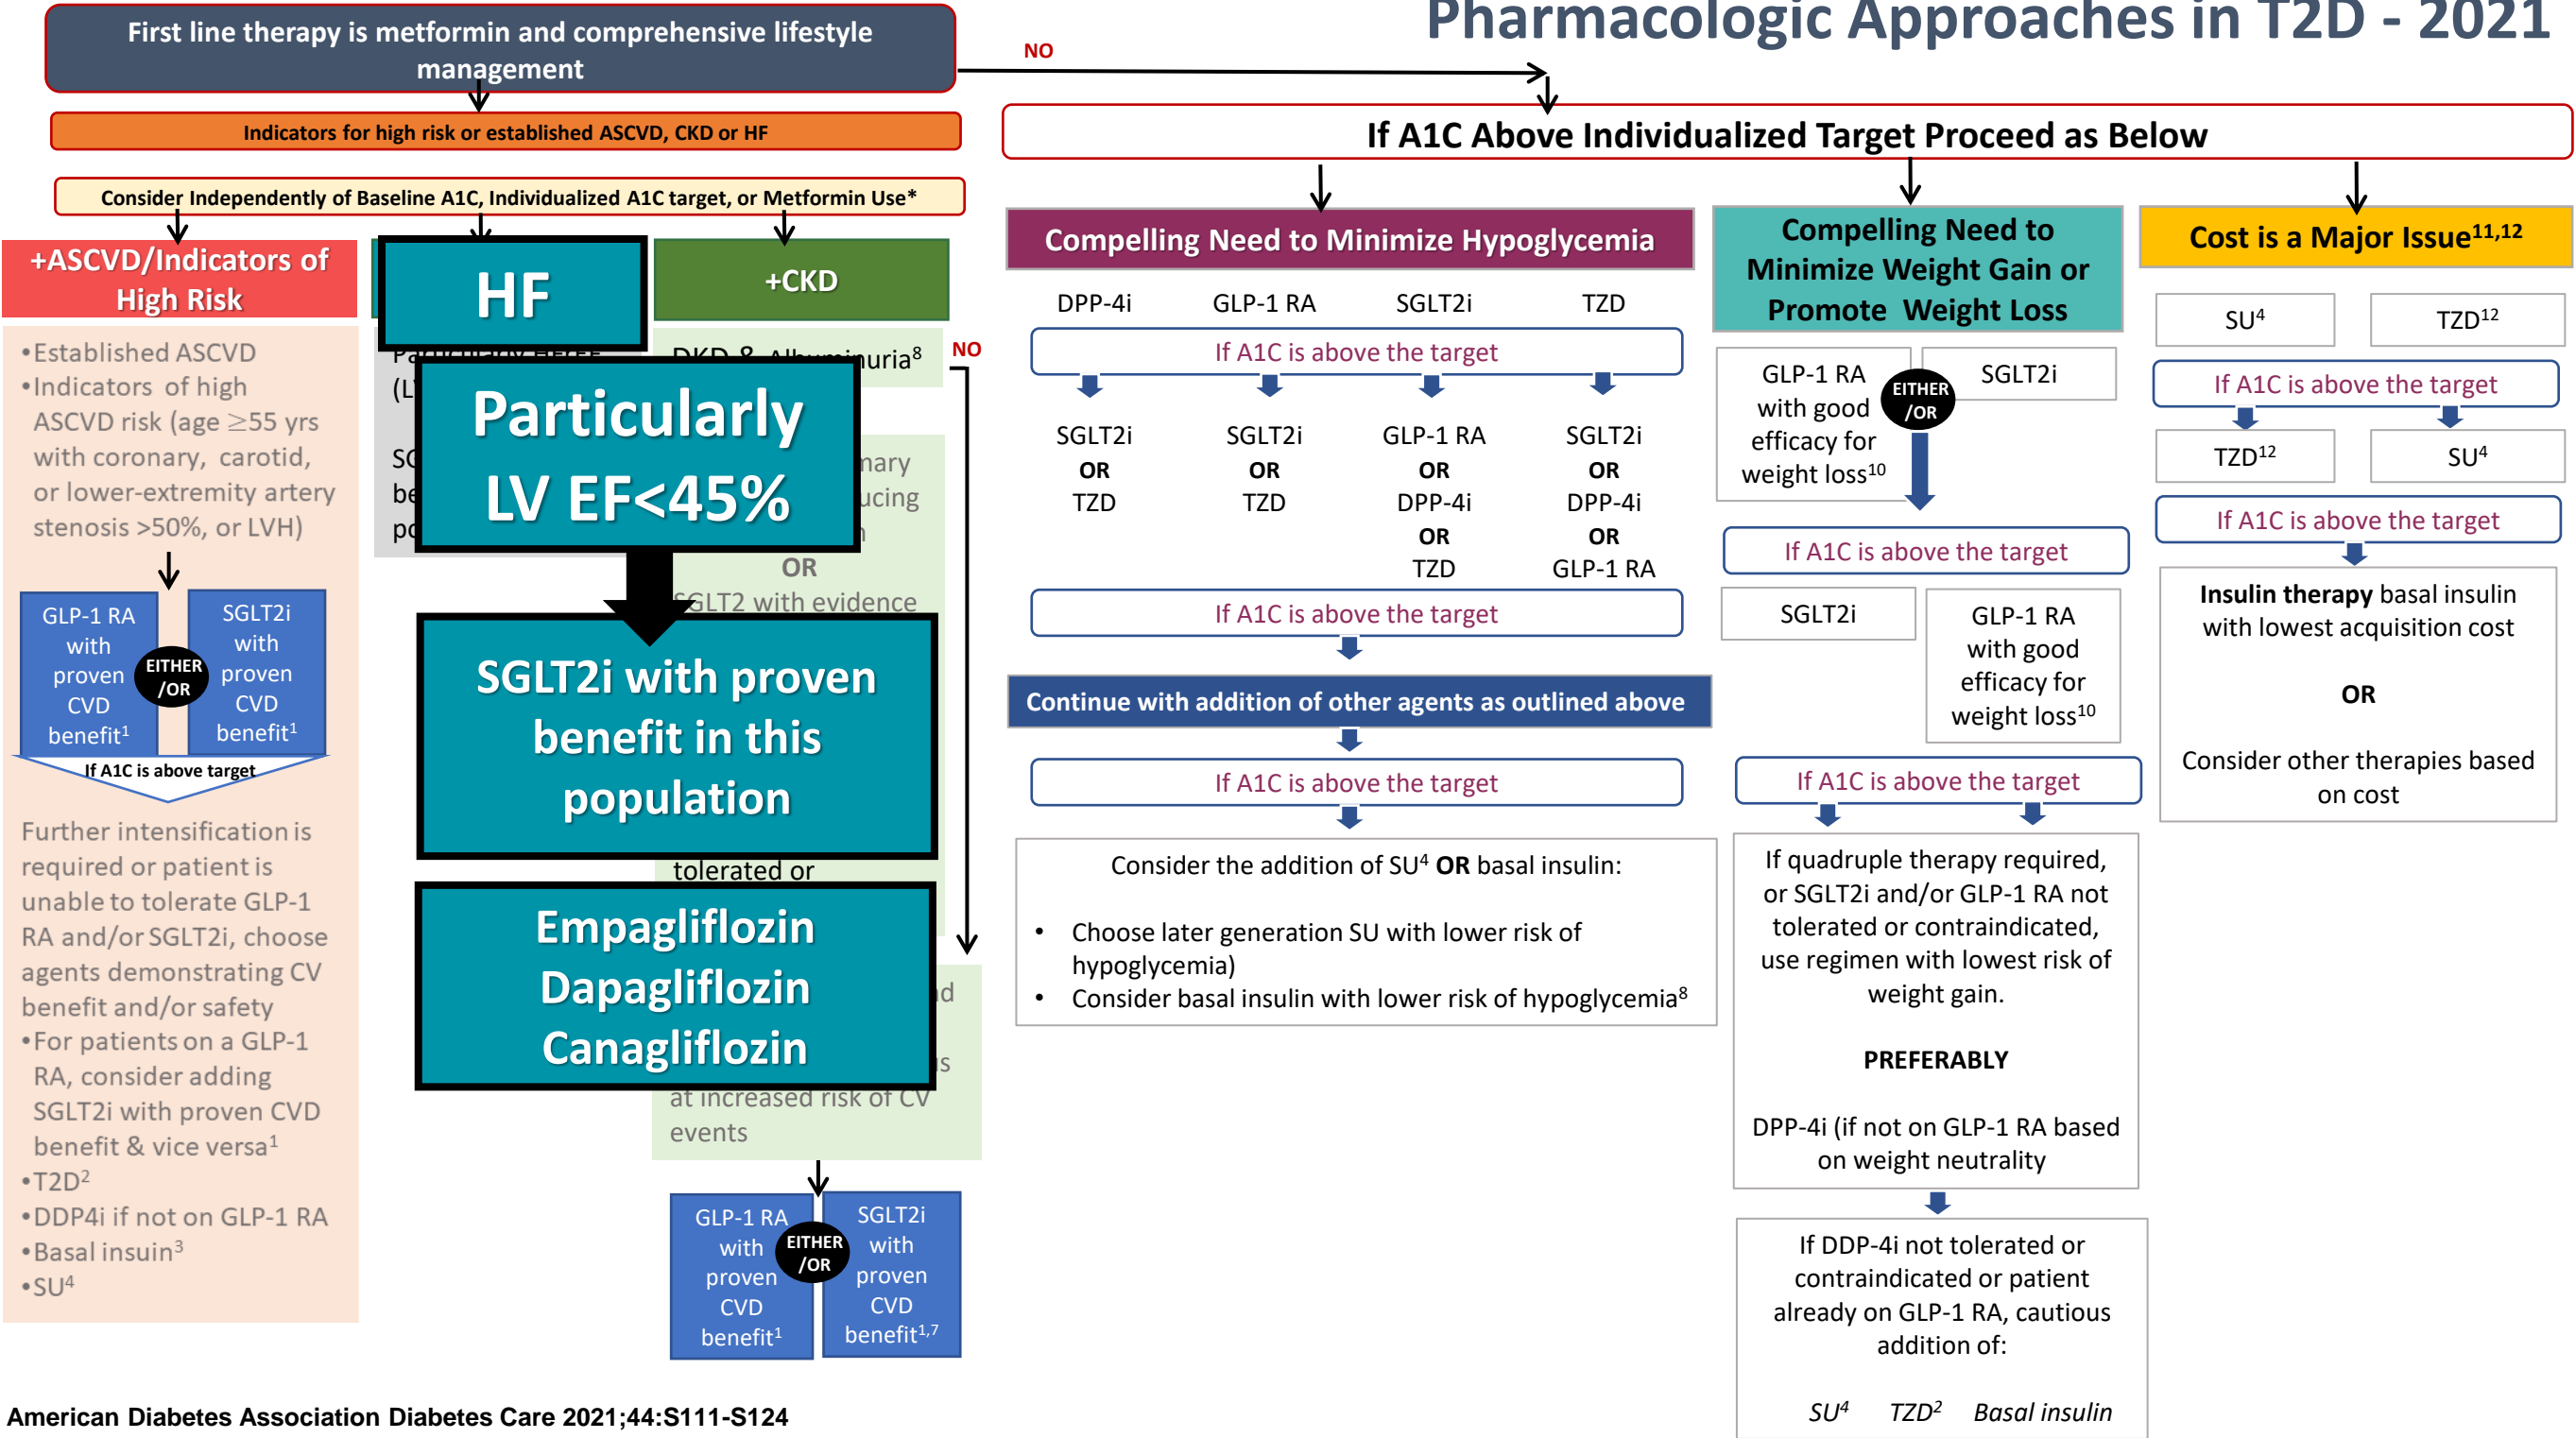 Pharmacologic Approaches in T2D - 2021
First line therapy is metformin and comprehensive lifestyle
management
NO
Indicators for high risk or established ASCVD, CKD or HF
Consider Independently of Baseline A1C, Individualized A1C target, or Metformin Use*
+ASCVD/Indicators of
High Risk
•Established ASCVD
•Indicators of high
ASCVD risk (age ≥55 yrs
with coronary, carotid,
or lower-extremity artery
stenosis >50%, or LVH)
GLP-1 RA
with
proven
CVD
benefit¹
EITHER
/OR
SGLT2i
with
proven
CVD
benefit¹
If A1C is above target
Further intensification is
required or patient is
unable to tolerate GLP-1
RA and/or SGLT2i, choose
agents demonstrating CV
benefit and/or safety
•For patients on a GLP-1
RA, consider adding
SGLT2i with proven CVD
benefit & vice versa¹
•T2D²
•DDP4i if not on GLP-1 RA
•Basal insuin³
•SU⁴
HF
Particularly
LV EF<45%
SGLT2i with proven
benefit in this
population
Empagliflozin
Dapagliflozin
Canagliflozin
+CKD
DKD &
NO
OR
SGLT2 with evidence
tolerated or
at increased risk of CV
events
GLP-1 RA
with
proven
CVD
benefit¹
EITHER
/OR
SGLT2i
with
proven
CVD
benefit¹,⁷
If A1C Above Individualized Target Proceed as Below
Compelling Need to Minimize Hypoglycemia
DPP-4i GLP-1 RA SGLT2i TZD
If A1C is above the target
SGLT2i SGLT2i GLP-1 RA SGLT2i
OR OR OR OR
TZD TZD DPP-4i DPP-4i
OR OR
TZD GLP-1 RA
If A1C is above the target
Continue with addition of other agents as outlined above
If A1C is above the target
Consider the addition of SU⁴ OR basal insulin:
• Choose later generation SU with lower risk of
hypoglycemia)
• Consider basal insulin with lower risk of hypoglycemia⁸
Compelling Need to
Minimize Weight Gain or
Promote Weight Loss
GLP-1 RA
with good
efficacy for
weight loss¹⁰
EITHER
/OR
SGLT2i
If A1C is above the target
SGLT2i
GLP-1 RA
with good
efficacy for
weight loss¹⁰
If A1C is above the target
If quadruple therapy required,
or SGLT2i and/or GLP-1 RA not
tolerated or contraindicated,
use regimen with lowest risk of
weight gain.
PREFERABLY
DPP-4i (if not on GLP-1 RA based
on weight neutrality
If DDP-4i not tolerated or
contraindicated or patient
already on GLP-1 RA, cautious
addition of:
SU⁴ TZD² Basal insulin
Cost is a Major Issue¹¹,¹²
SU⁴ TZD¹²
If A1C is above the target
TZD¹² SU⁴
If A1C is above the target
Insulin therapy basal insulin
with lowest acquisition cost
OR
Consider other therapies based
on cost
American Diabetes Association Diabetes Care 2021;44:S111-S124